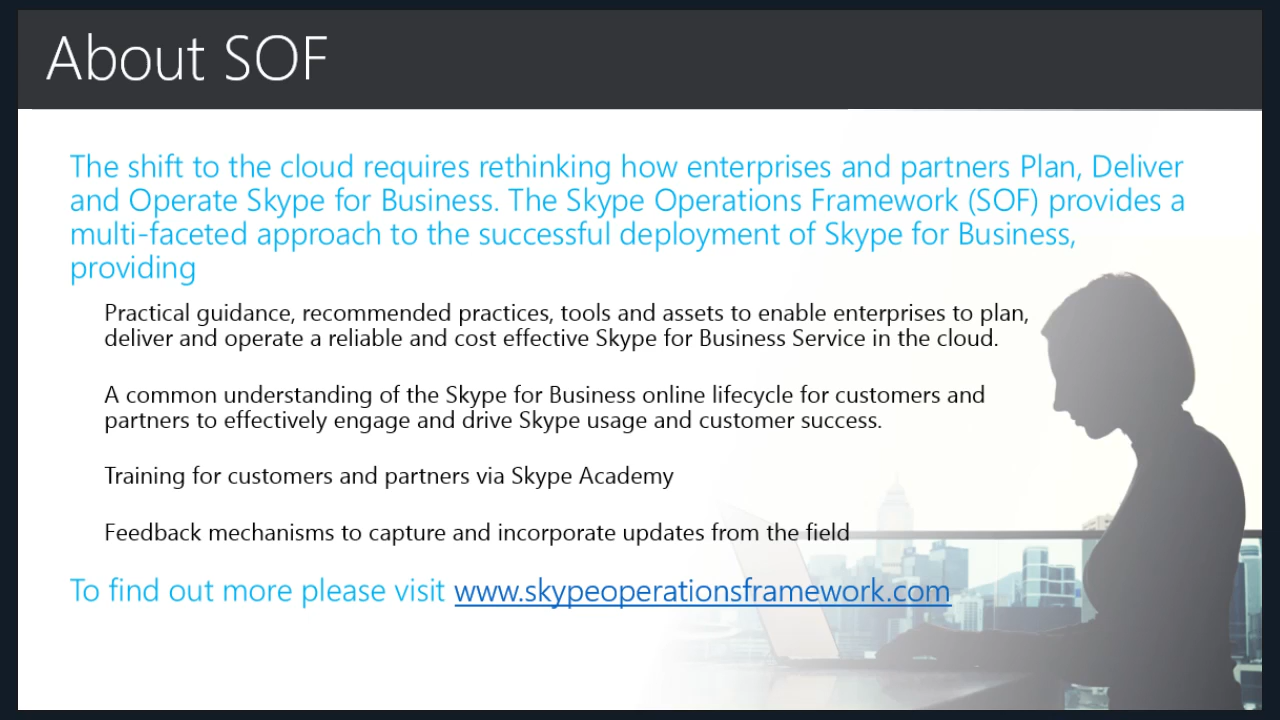 About SOF
The shift to the cloud requires rethinking how enterprises and partners Plan, Deliver
and Operate Skype for Business. The Skype Operations Framework (SOF) provides a
multi-faceted approach to the successful deployment of Skype for Business,
providing
Practical guidance, recommended practices, tools and assets to enable enterprises to plan,
deliver and operate a reliable and cost effective Skype for Business Service in the cloud.
A common understanding of the Skype for Business online lifecycle for customers and
partners to effectively engage and drive Skype usage and customer success.
Training for customers and partners via Skype Academy
Feedback mechanisms to capture and incorporate updates from the field
To find out more please visit www.skypeoperationsframework.com